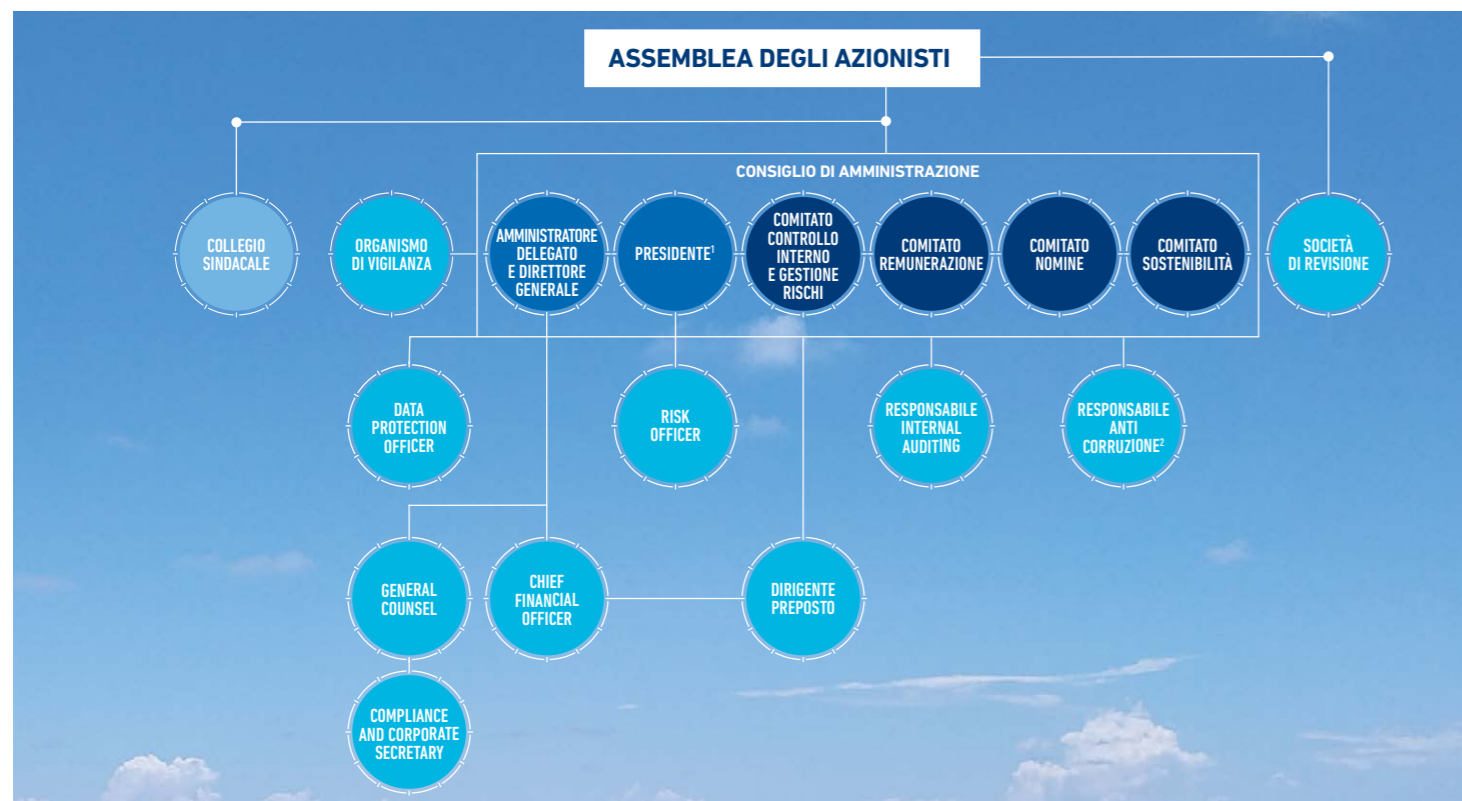 ASSEMBLEA DEGLI AZIONISTI
CONSIGLIO DI AMMINISTRAZIONE
COLLEGIO
SINDACALE
ORGANISMO
DI VIGILANZA
AMMINISTRATORE
DELEGATO
E DIRETTORE
GENERALE
PRESIDENTE¹
COMITATO
CONTROLLO
INTERNO
E GESTIONE
RISCHI
COMITATO
REMUNERAZIONE
COMITATO
NOMINE
COMITATO
SOSTENIBILITÀ
SOCIETÀ
DI REVISIONE
DATA
PROTECTION
OFFICER
RISK
OFFICER
RESPONSABILE
INTERNAL
AUDITING
RESPONSABILE
ANTI
CORRUZIONE²
GENERAL
COUNSEL
CHIEF
FINANCIAL
OFFICER
DIRIGENTE
PREPOSTO
COMPLIANCE
AND CORPORATE
SECRETARY